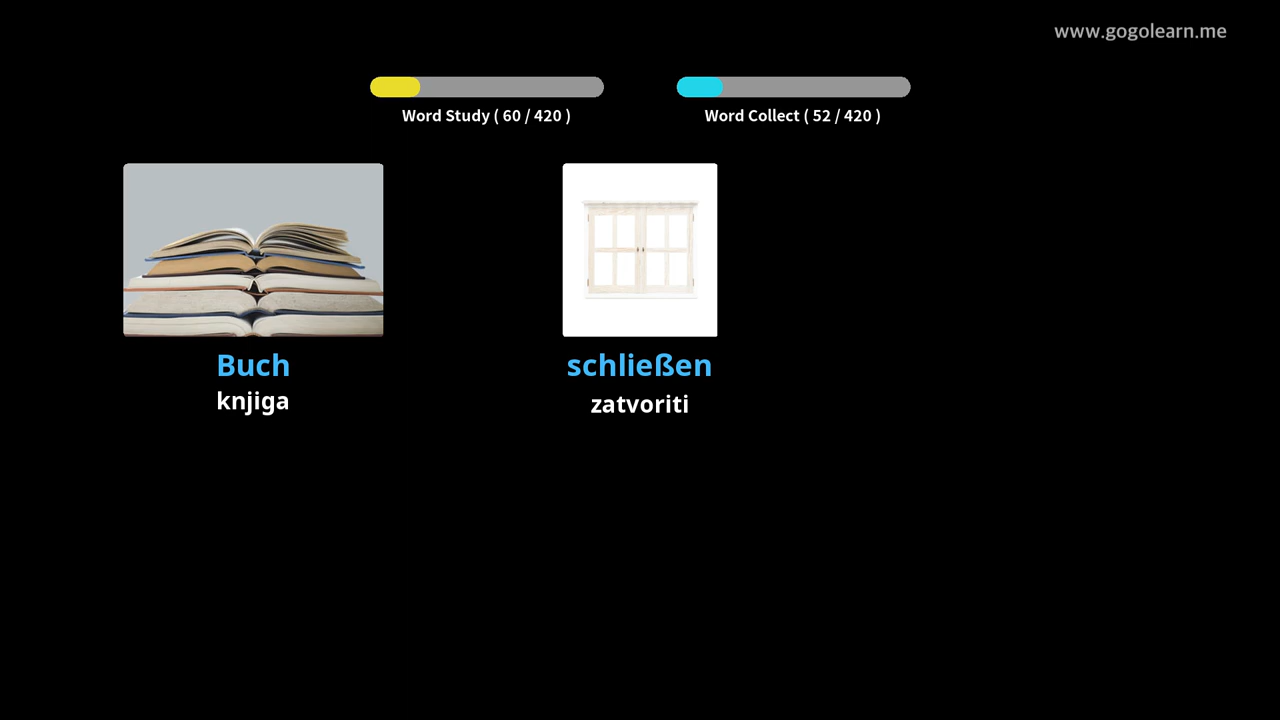 www.gogolearn.me
Word Study ( 60 / 420 )
Word Collect ( 52 / 420 )
Buch
knjiga
schließen
zatvoriti